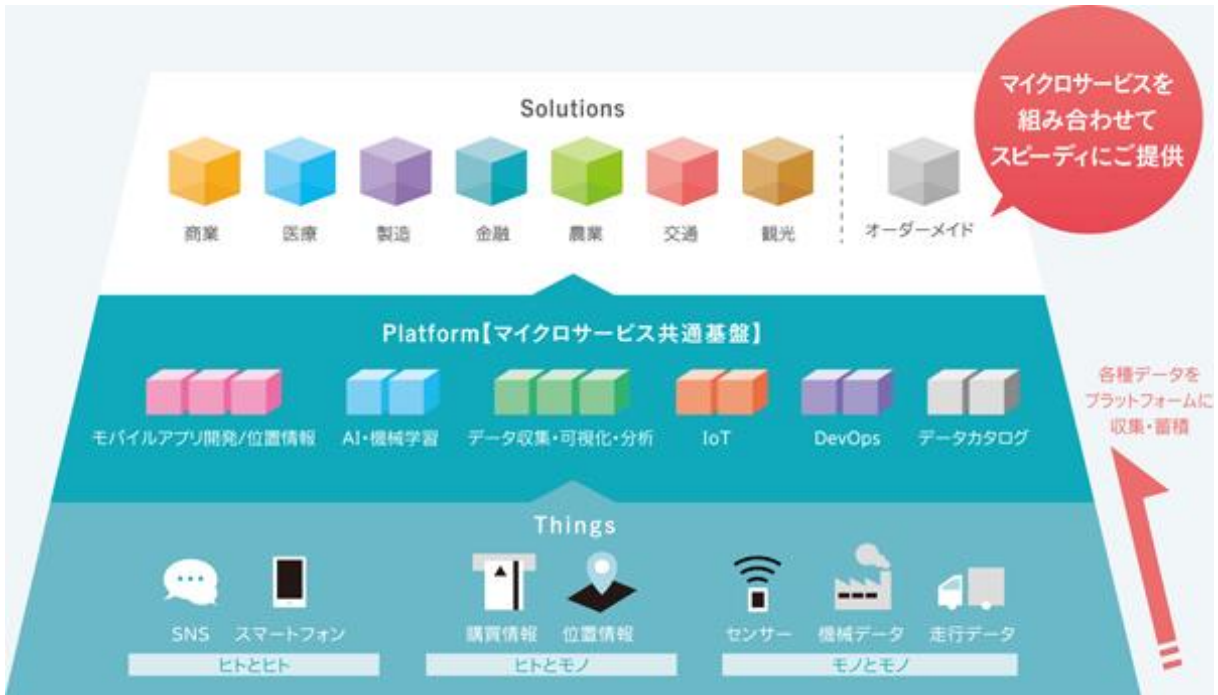 Solutions
マイクロサービスを
組み合わせて
スピーディにご提供
商業
医療
製造
金融
農業
交通
観光
オーダーメイド
Platform【マイクロサービス共通基盤】
モバイルアプリ開発/位置情報
AI・機械学習
データ収集・可視化・分析
IoT
DevOps
データカタログ
各種データを
プラットフォームに
収集・蓄積
Things
SNS
スマートフォン
購買情報
位置情報
センサー
機械データ
走行データ
ヒトとヒト
ヒトとモノ
モノとモノ